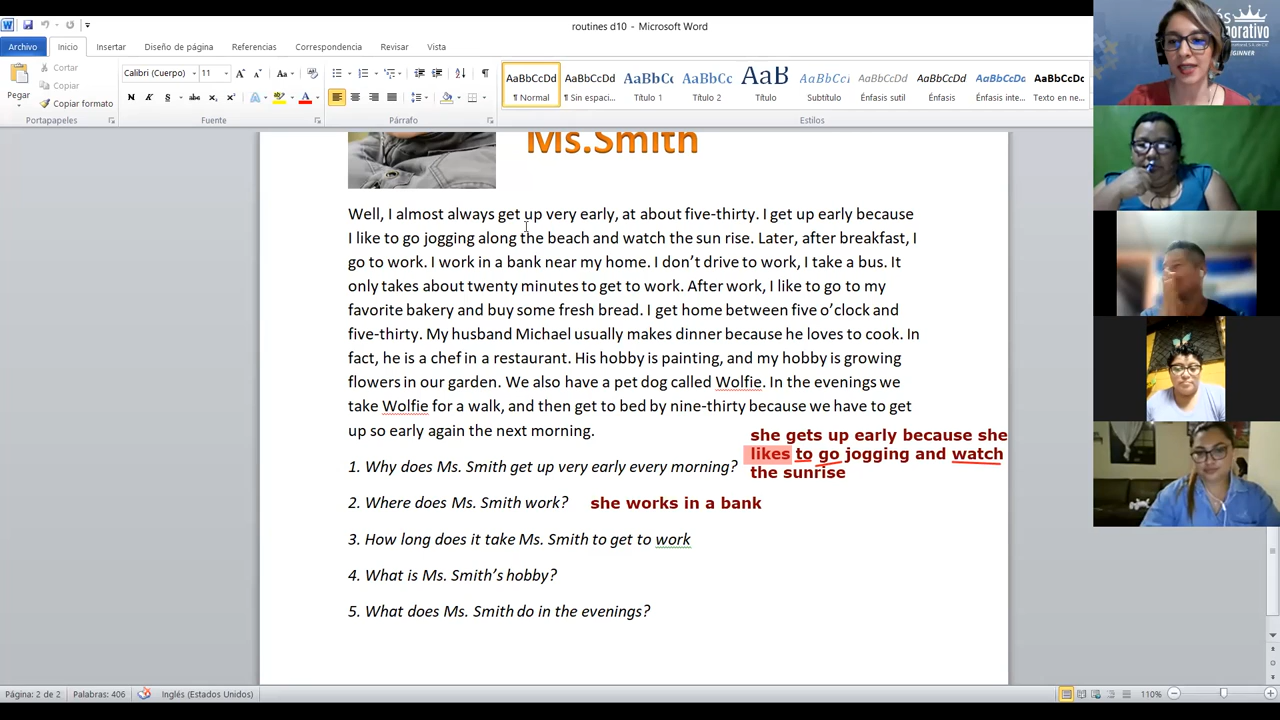 routines d10 - Microsoft Word
Archivo Inicio Insertar Diseño de página Referencias Correspondencia Revisar Vista
Cortar
Copiar
Copiar formato
Pegar
Portapapeles
Calibri (Cuerpo) 11
Fuente
Párrafo
AaBbCcDd AaBbCcDd AaBbCc AaBbCc AaB AaBbCcI AaBbCcDd AaBbCcDd AaBbCcDd AaBbCcDc
¶ Normal ¶ Sin espaci... Título 1 Título 2 Título Subtítulo Énfasis sutil Énfasis Énfasis inte... Texto en ne...
Estilos
Ms.Smith
Well, I almost always get up very early, at about five-thirty. I get up early because
I like to go jogging along the beach and watch the sun rise. Later, after breakfast, I
go to work. I work in a bank near my home. I don't drive to work, I take a bus. It
only takes about twenty minutes to get to work. After work, I like to go to my
favorite bakery and buy some fresh bread. I get home between five o'clock and
five-thirty. My husband Michael usually makes dinner because he loves to cook. In
fact, he is a chef in a restaurant. His hobby is painting, and my hobby is growing
flowers in our garden. We also have a pet dog called Wolfie. In the evenings we
take Wolfie for a walk, and then get to bed by nine-thirty because we have to get
up so early again the next morning.
she gets up early because she
likes to go jogging and watch
the sunrise
1. Why does Ms. Smith get up very early every morning?
2. Where does Ms. Smith work? she works in a bank
3. How long does it take Ms. Smith to get to work
4. What is Ms. Smith's hobby?
5. What does Ms. Smith do in the evenings?
Página: 2 de 2 Palabras: 406 Inglés (Estados Unidos) 110%